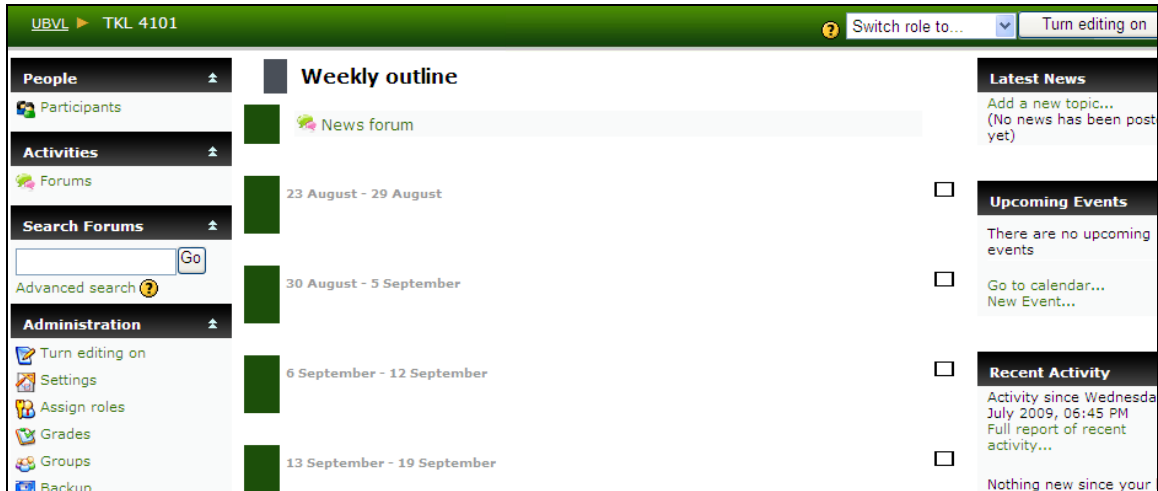 UBVL ► TKL 4101
Switch role to...
Turn editing on
People
Participants
Activities
Forums
Search Forums
Go
Advanced search ?
Administration
Turn editing on
Settings
Assign roles
Grades
Groups
Backup
Weekly outline
News forum
23 August - 29 August
30 August - 5 September
6 September - 12 September
13 September - 19 September
Latest News
Add a new topic...
(No news has been post
yet)
Upcoming Events
There are no upcoming
events
Go to calendar...
New Event...
Recent Activity
Activity since Wednesda
July 2009, 06:45 PM
Full report of recent
activity...
Nothing new since your